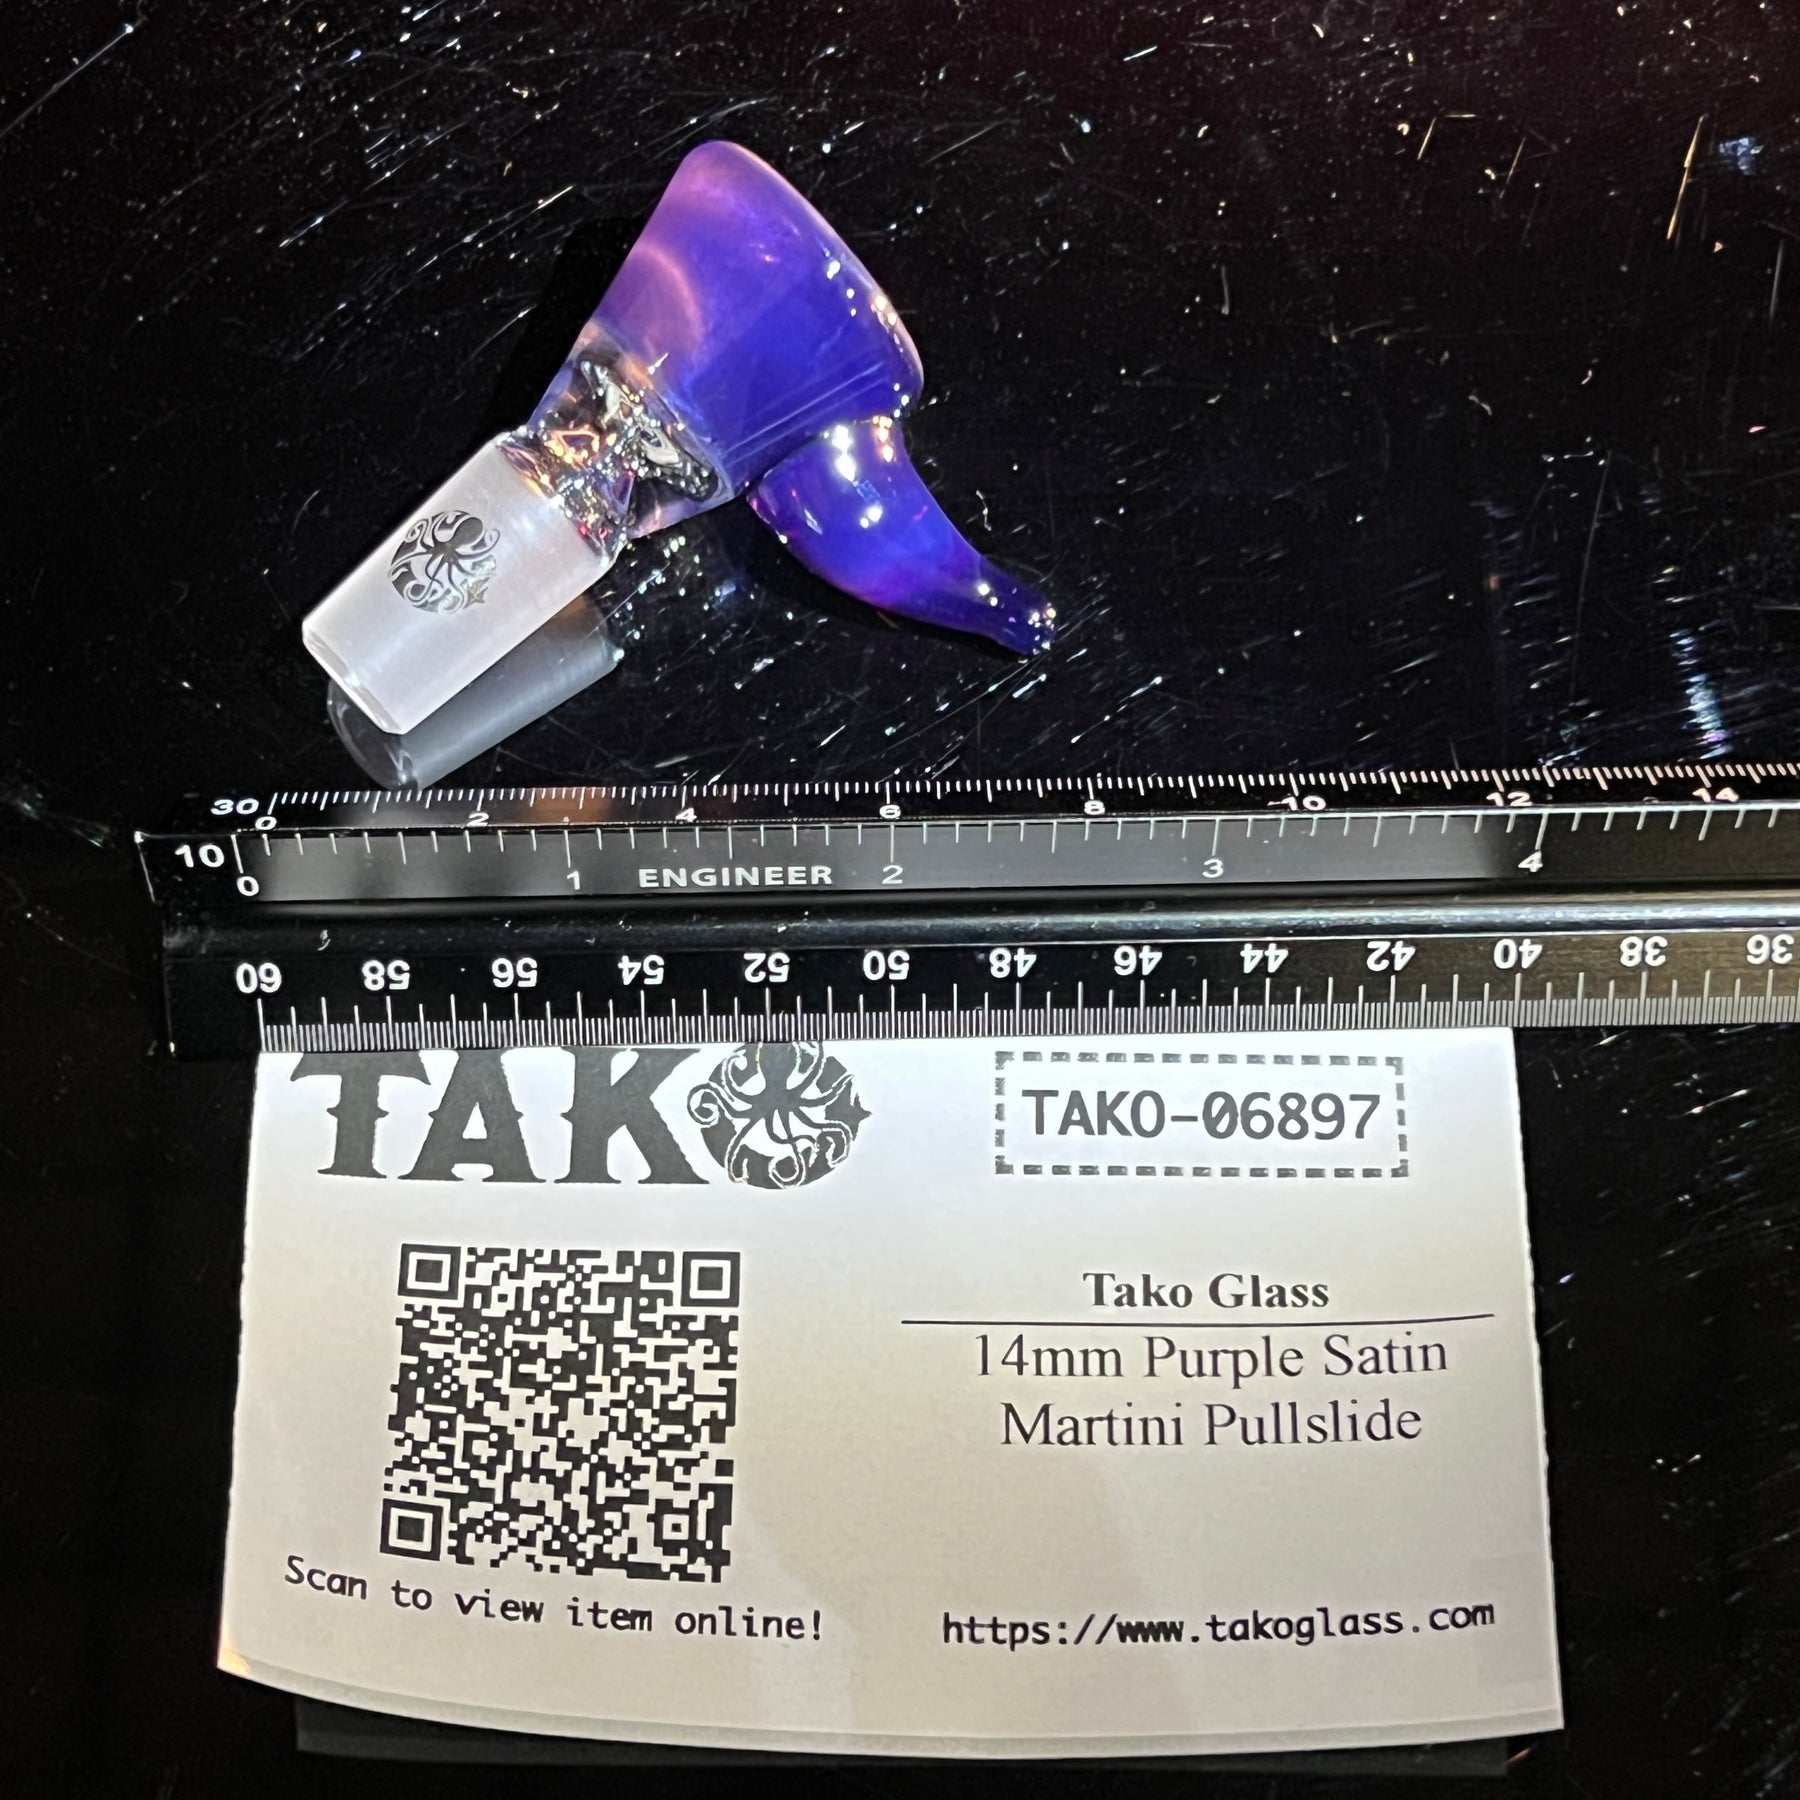 30 0 2 4 6 8 10 12 14
10 0 1 ENGINEER 2 3 4
60 58 56 54 52 50 48 46 44 42 40 38 36
TAKO
TAKO-06897
Tako Glass
14mm Purple Satin
Martini Pullslide
Scan to view item online!
https://www.takoglass.com